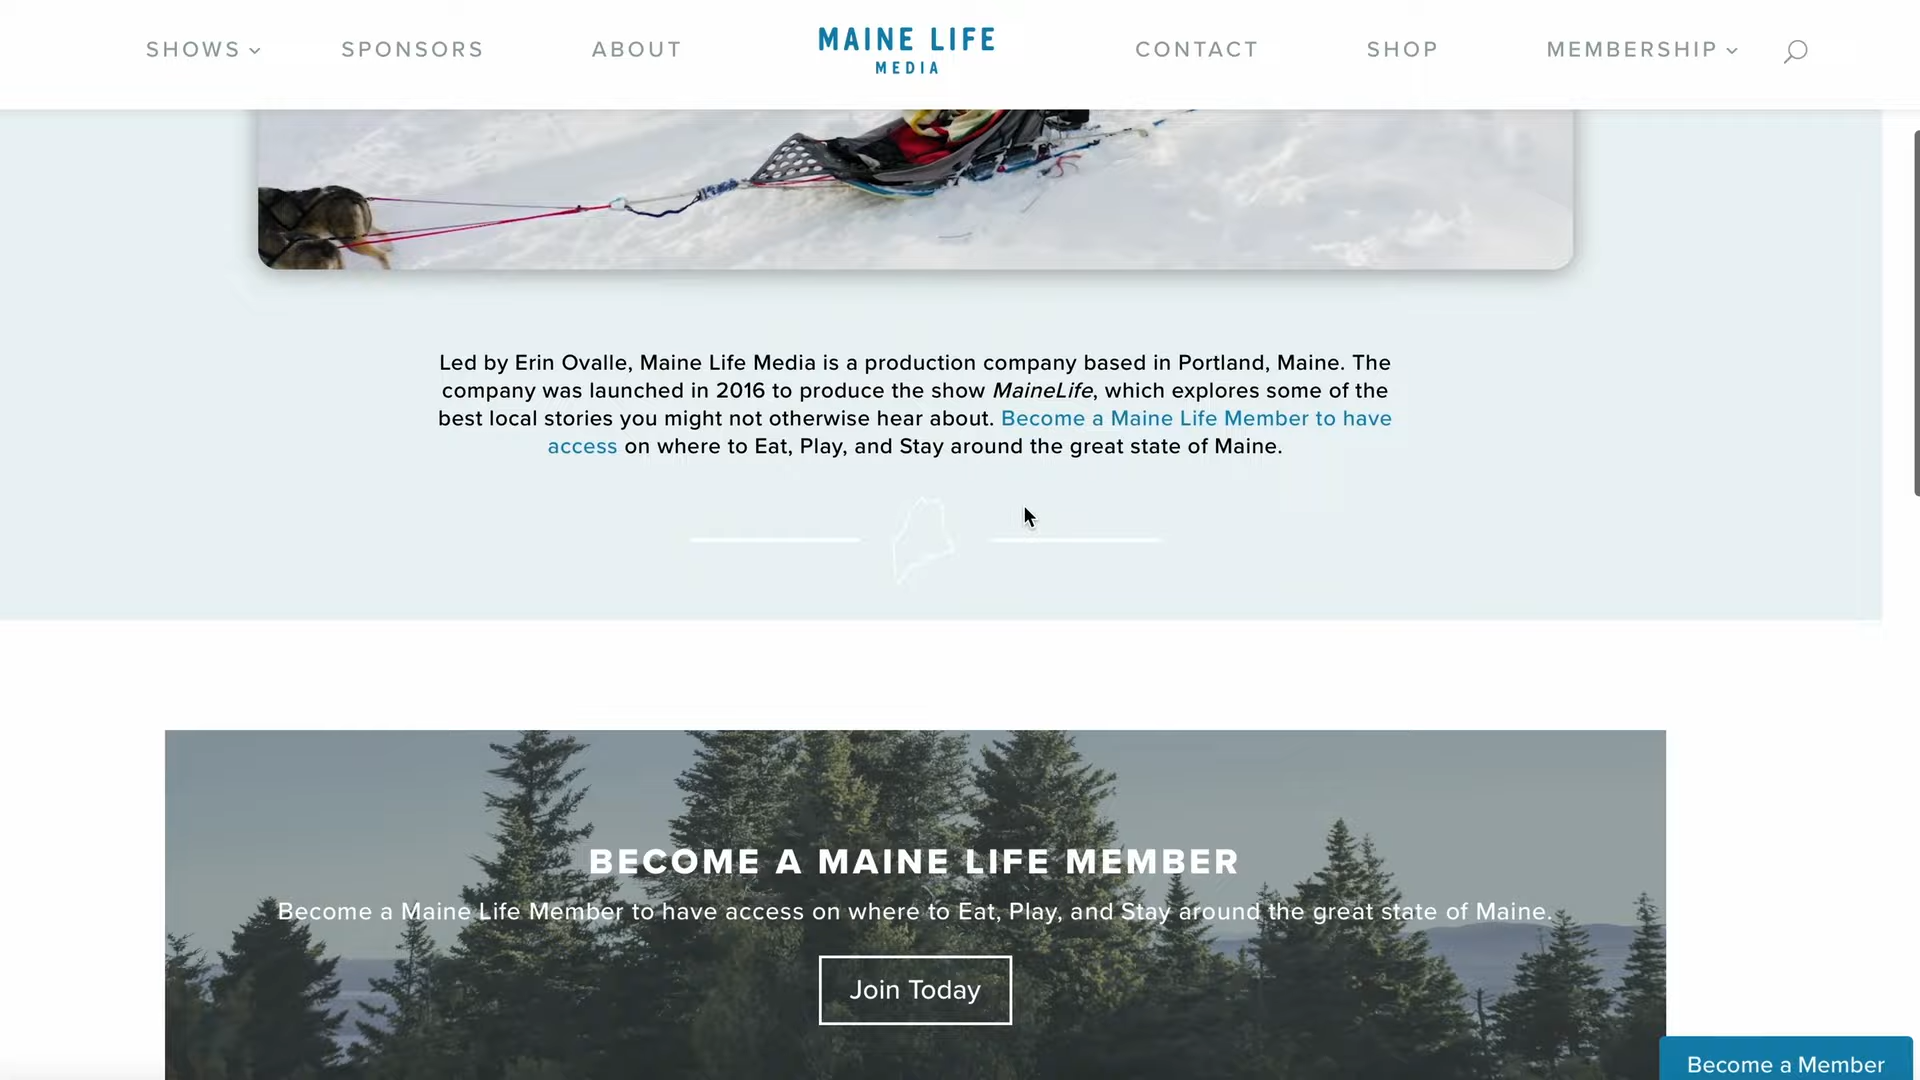 SHOWS SPONSORS ABOUT MAINE LIFE CONTACT SHOP MEMBERSHIP
MEDIA
Led by Erin Ovalle, Maine Life Media is a production company based in Portland, Maine. The
company was launched in 2016 to produce the show MaineLife, which explores some of the
best local stories you might not otherwise hear about. Become a Maine Life Member to have
access on where to Eat, Play, and Stay around the great state of Maine.
BECOME A MAINE LIFE MEMBER
Become a Maine Life Member to have access on where to Eat, Play, and Stay around the great state of Maine.
Join Today
Become a Member